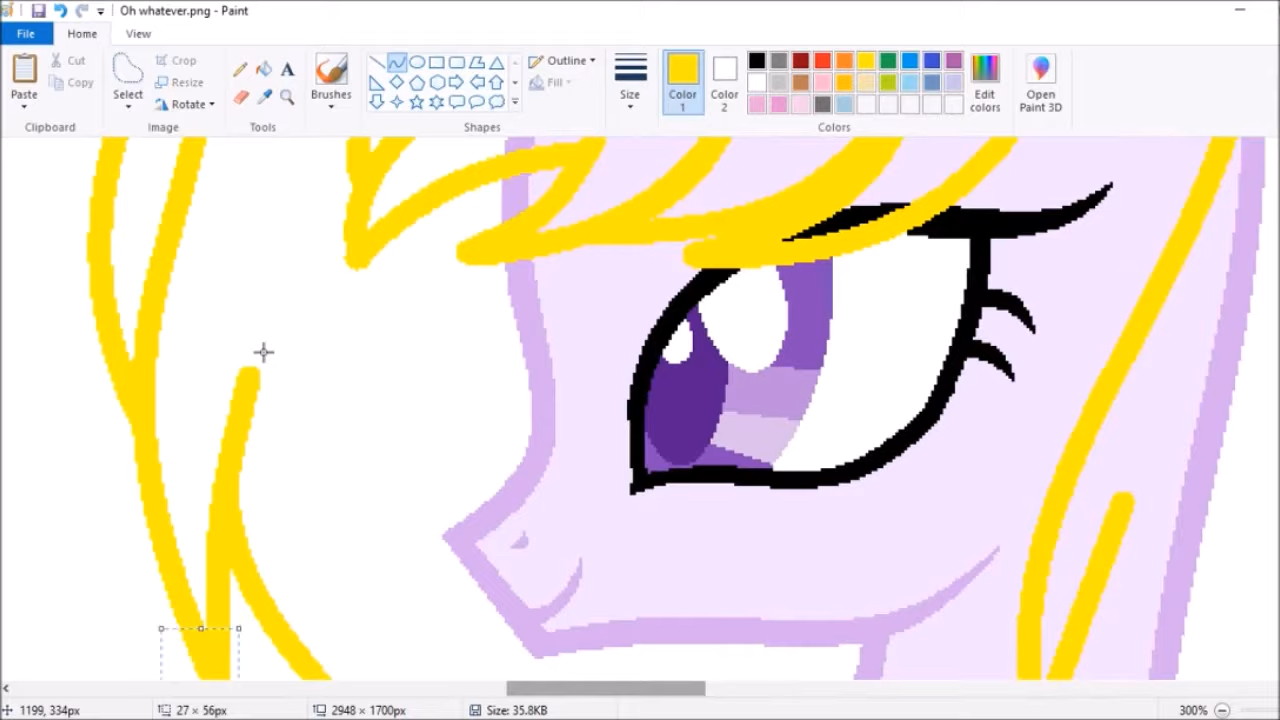 Oh whatever.png - Paint
File Home View
Paste Cut Copy Select Crop Resize Rotate Brushes Outline Fill Size Color 1 Color 2 Edit colors Open Paint 3D
Clipboard Image Tools Shapes Colors
1199, 334px 27 × 56px 2948 × 1700px Size: 35.8KB 300%